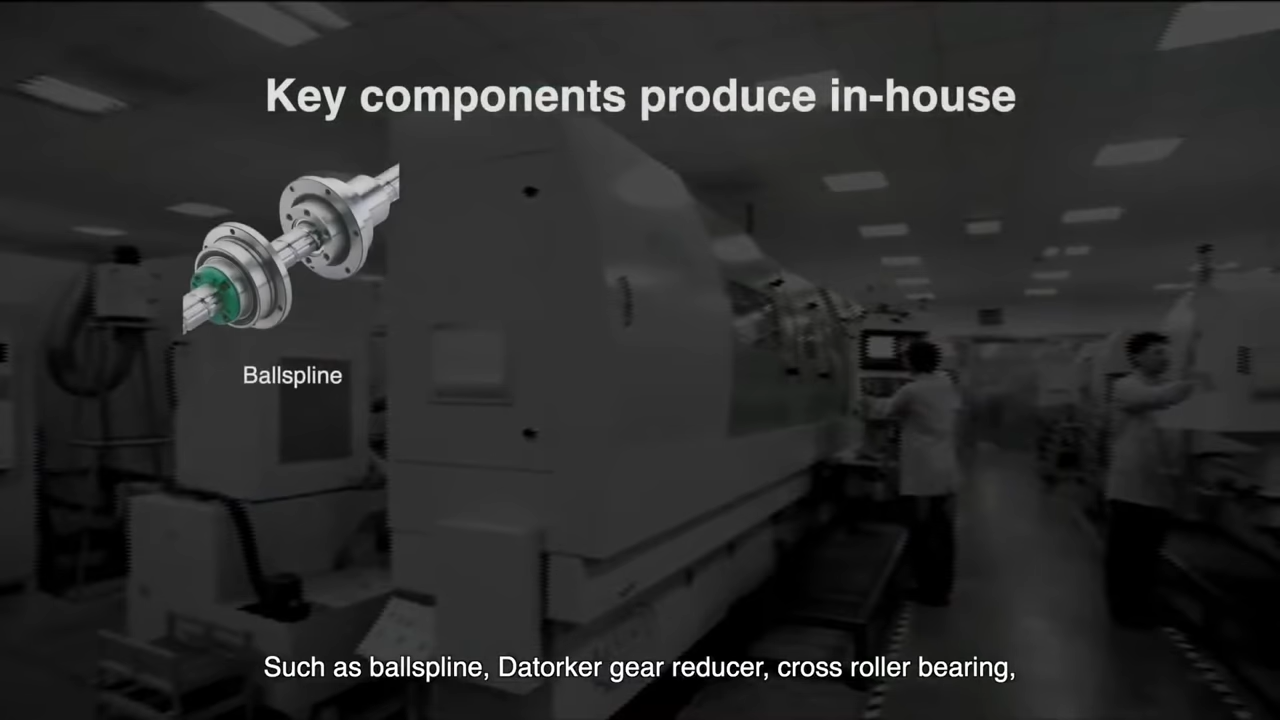 Key components produce in-house
Ballspline
Such as ballspline, Datorker gear reducer, cross roller bearing,